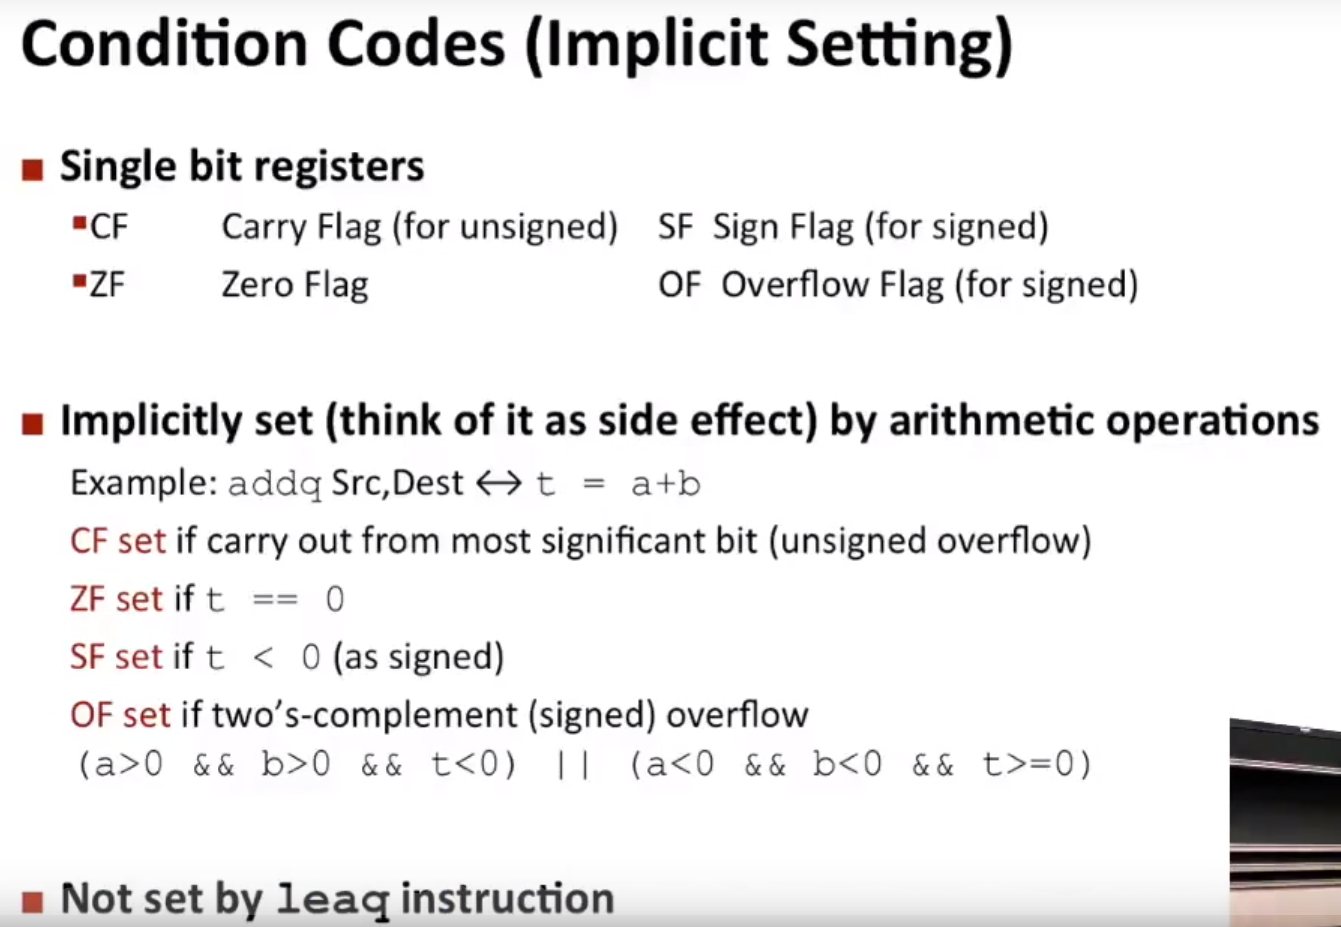 Condition Codes (Implicit Setting)
Single bit registers
CF Carry Flag (for unsigned) SF Sign Flag (for signed)
ZF Zero Flag OF Overflow Flag (for signed)
Implicitly set (think of it as side effect) by arithmetic operations
Example: addq Src,Dest ↔ t = a+b
CF set if carry out from most significant bit (unsigned overflow)
ZF set if t == 0
SF set if t < 0 (as signed)
OF set if two’s-complement (signed) overflow
(a>0 && b>0 && t<0) || (a<0 && b<0 && t>=0)
Not set by leaq instruction